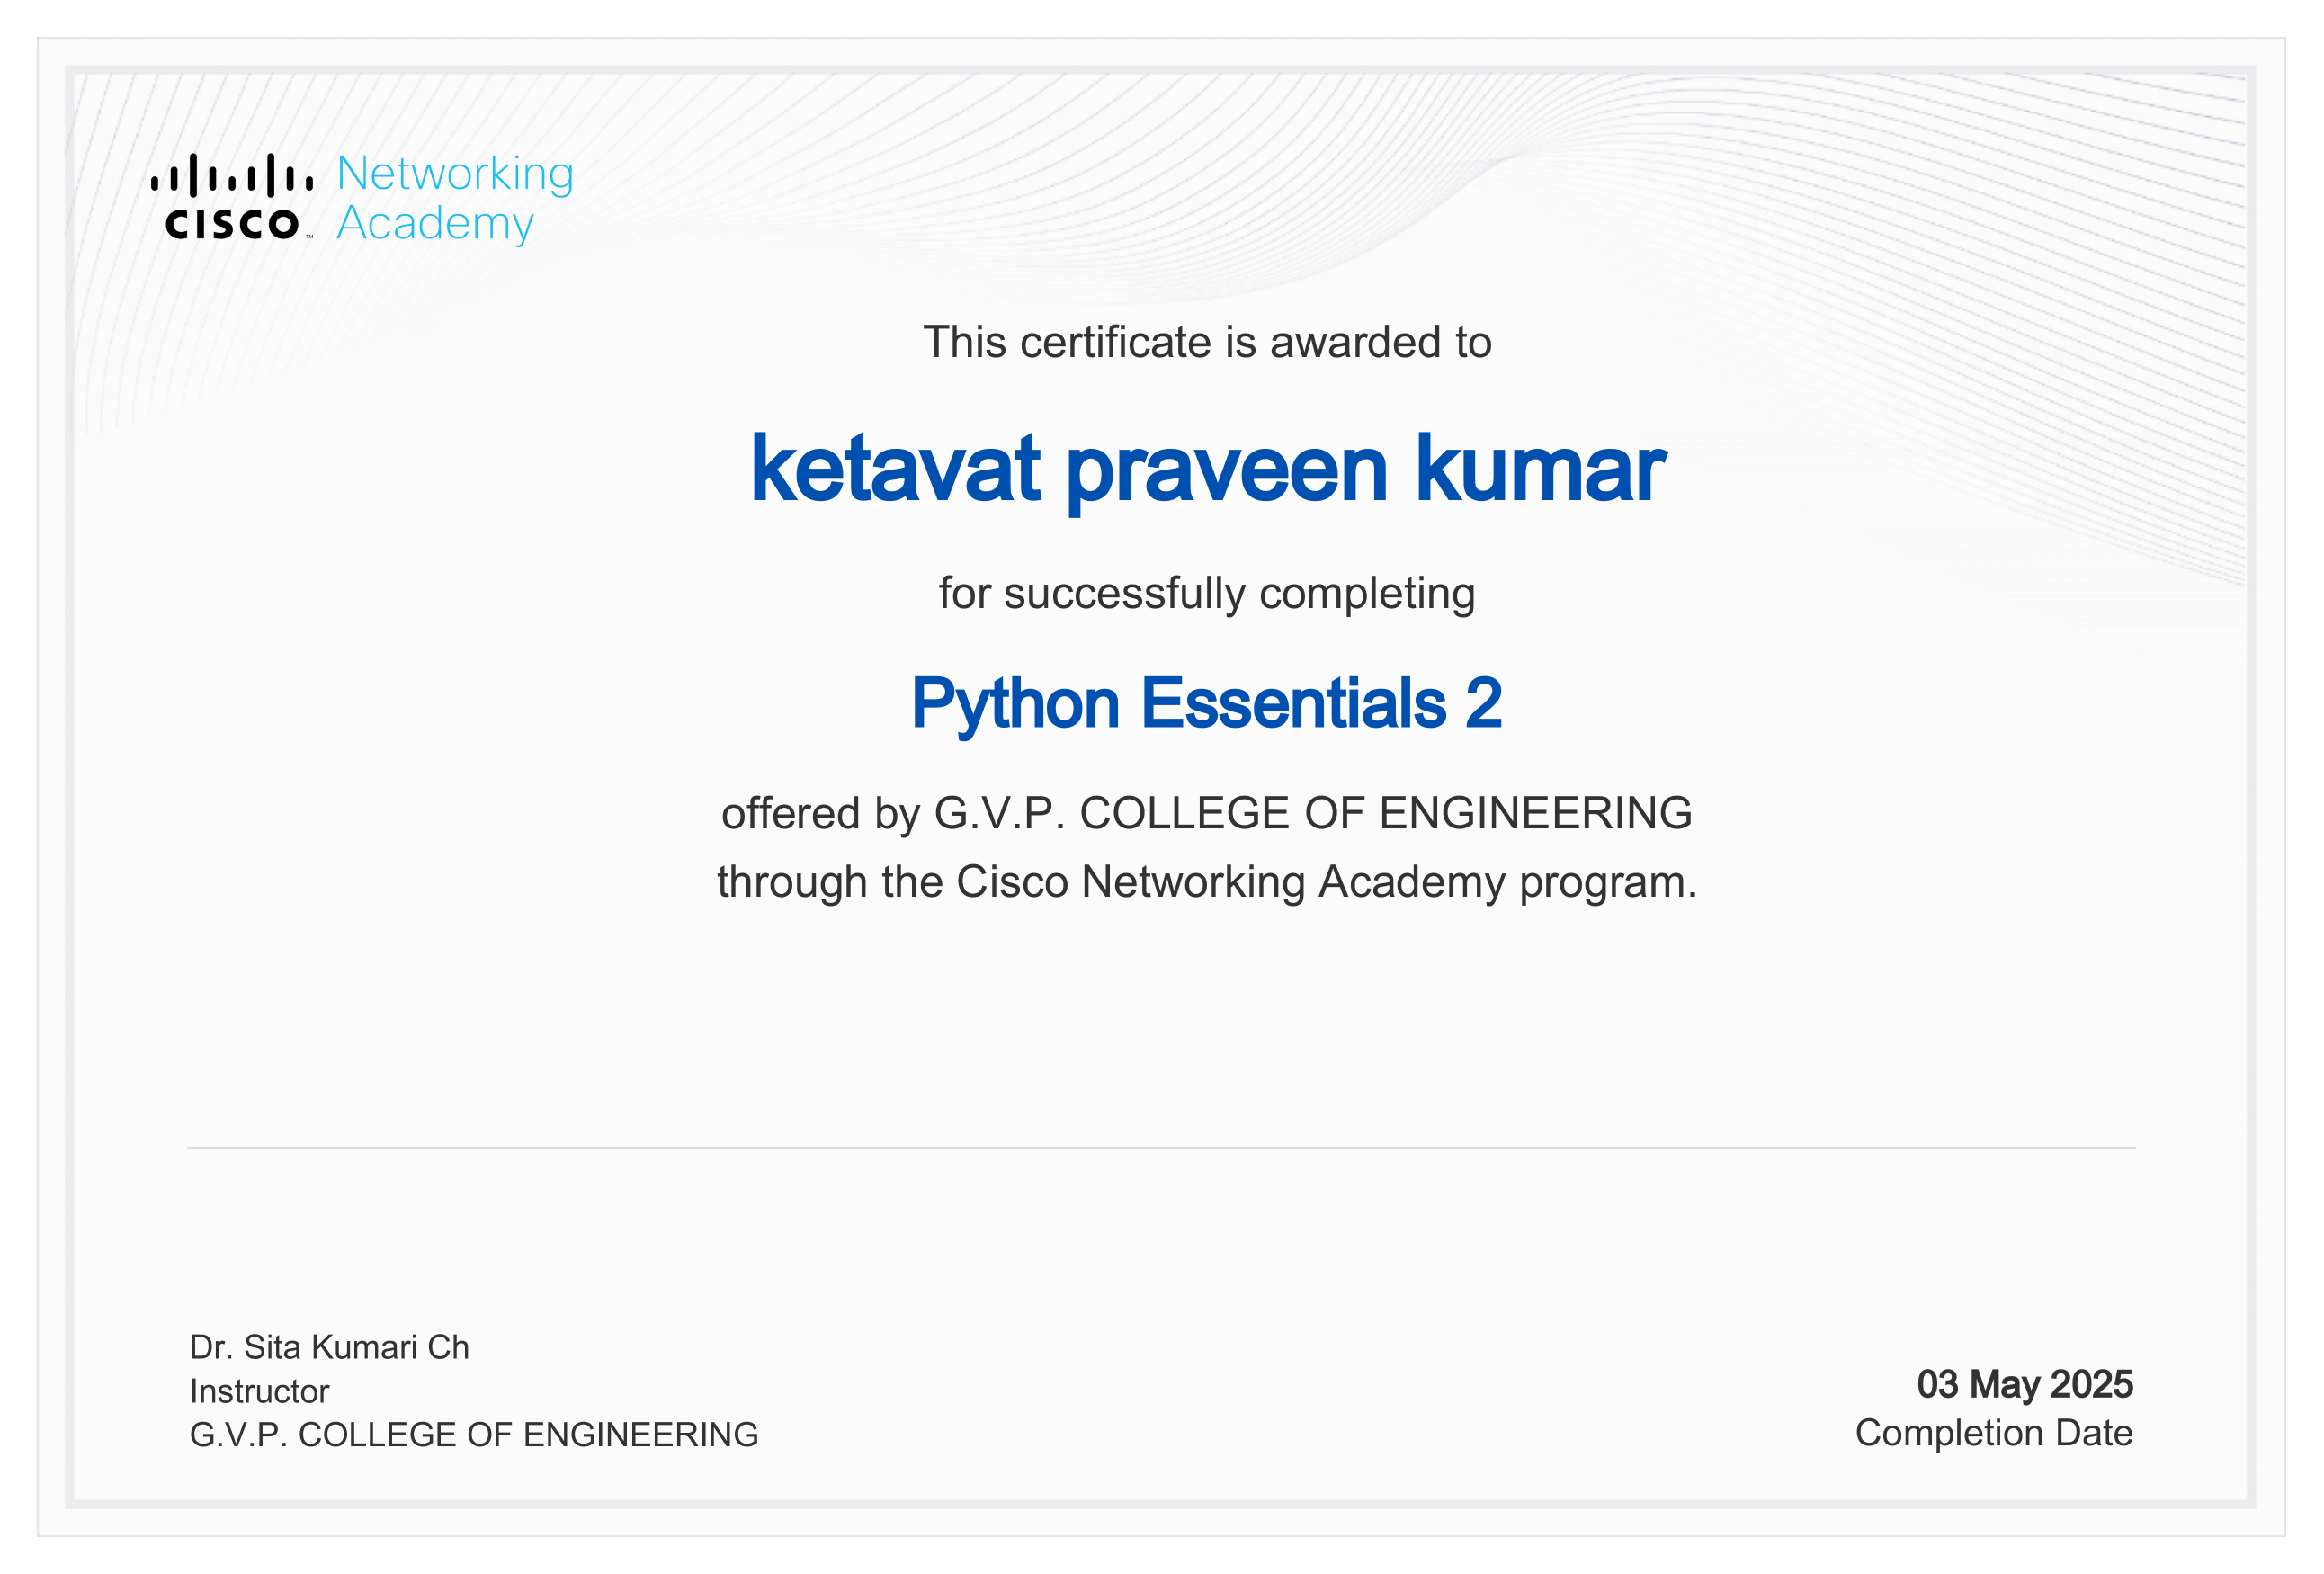 Networking
Academy
CISCO™
This certificate is awarded to
ketavat praveen kumar
for successfully completing
Python Essentials 2
offered by G.V.P. COLLEGE OF ENGINEERING
through the Cisco Networking Academy program.
Dr. Sita Kumari Ch
Instructor
G.V.P. COLLEGE OF ENGINEERING
03 May 2025
Completion Date